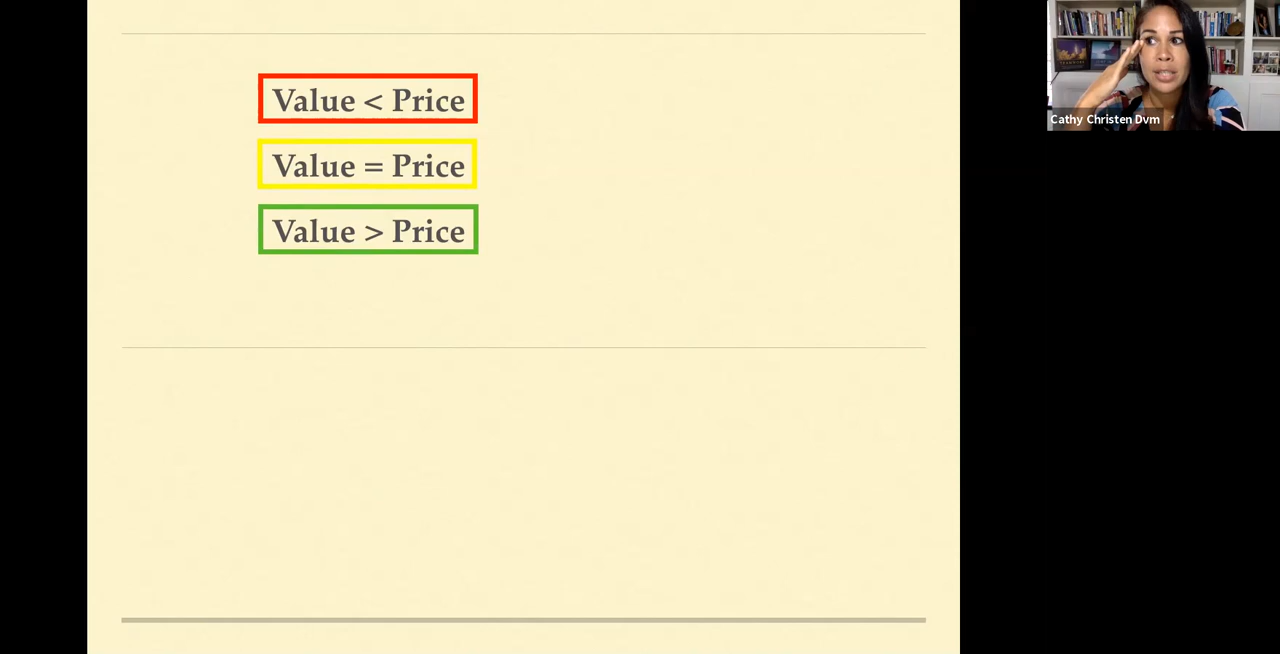 Value < Price
Value = Price
Value > Price
Cathy Christen Dvm